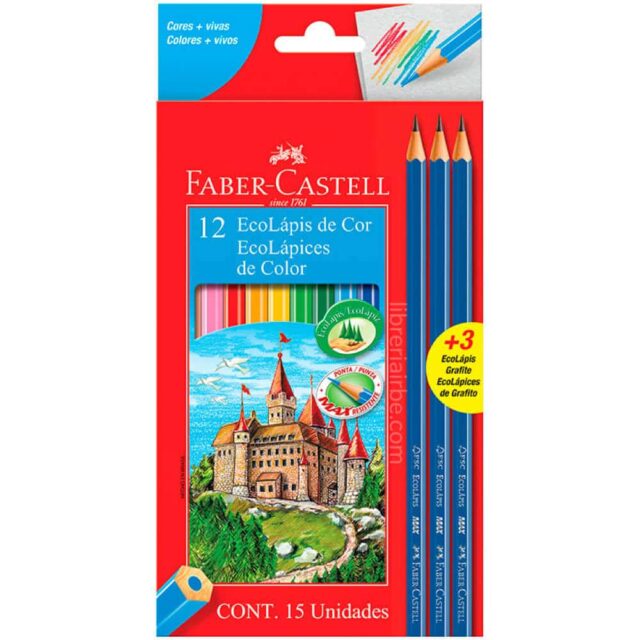 Cores + vivas
Colores + vivos
FABER-CASTELL
since 1761
12 EcoLápis de Cor
EcoLápices
de Color
EcoLápis/EcoLápiz
PONTA / PUNTA
MAX
RESISTENTE
+3
EcoLápis
Grafite
EcoLápices
de Grafito
libreriairbe.com
FSC ECOLÁPIS MAX FABER-CASTELL
FSC ECOLÁPIS MAX FABER-CASTELL
FSC ECOLÁPIS MAX FABER-CASTELL
CONT. 15 Unidades